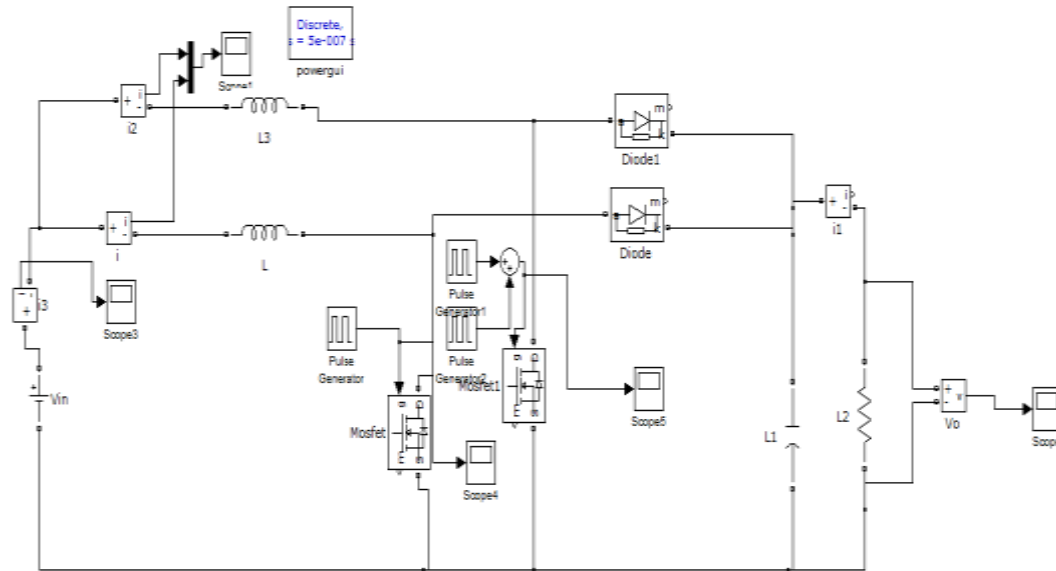 Discrete,
s = 5e-007 s
powergui
i
i2
L3
m
k
Diode1
i
i
L
m
k
Diode
i
i1
i
i3
Scope3
Vin
Pulse
Generator
Pulse
Generator1
Pulse
Generator2
g
D
S
Mosfet
g
D
S
Mosfet1
Scope4
Scope5
L1
L2
v
Vo
Scope